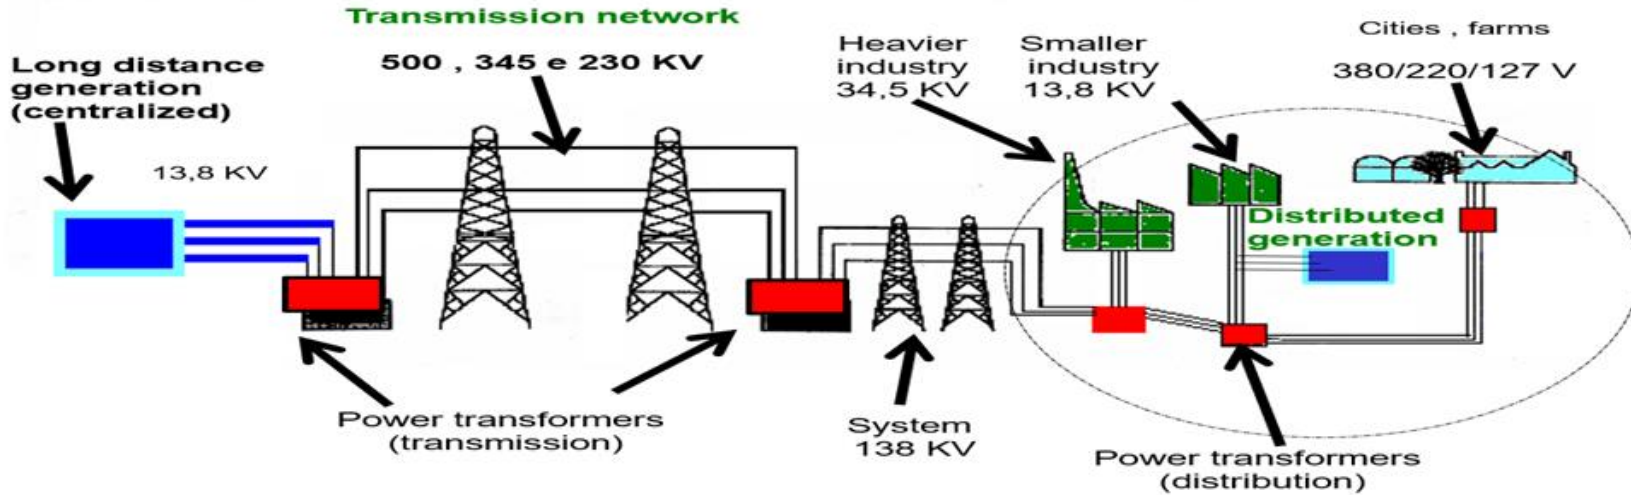 Transmission network
500 , 345 e 230 KV
Long distance
generation
(centralized)
13,8 KV
Heavier
industry
34,5 KV
Smaller
industry
13,8 KV
Cities , farms
380/220/127 V
Distributed
generation
Power transformers
(transmission)
System
138 KV
Power transformers
(distribution)